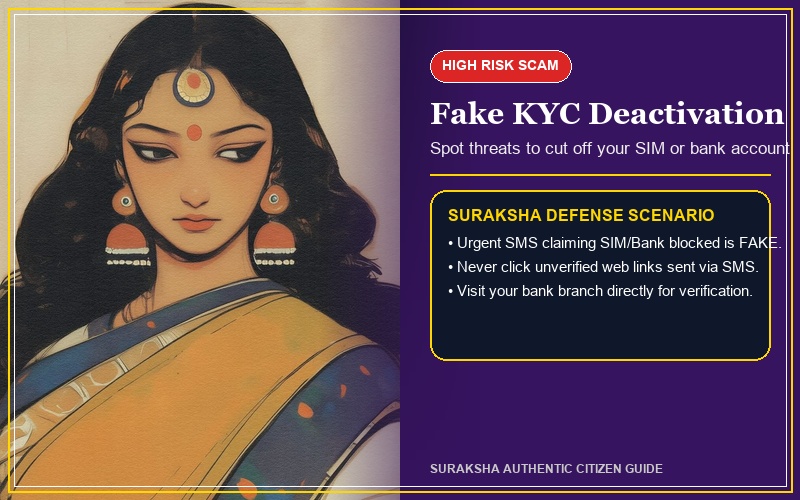 HIGH RISK SCAM
Fake KYC Deactivation
Spot threats to cut off your SIM or bank account
SURAKSHA DEFENSE SCENARIO
• Urgent SMS claiming SIM/Bank blocked is FAKE.
• Never click unverified web links sent via SMS.
• Visit your bank branch directly for verification.
SURAKSHA AUTHENTIC CITIZEN GUIDE